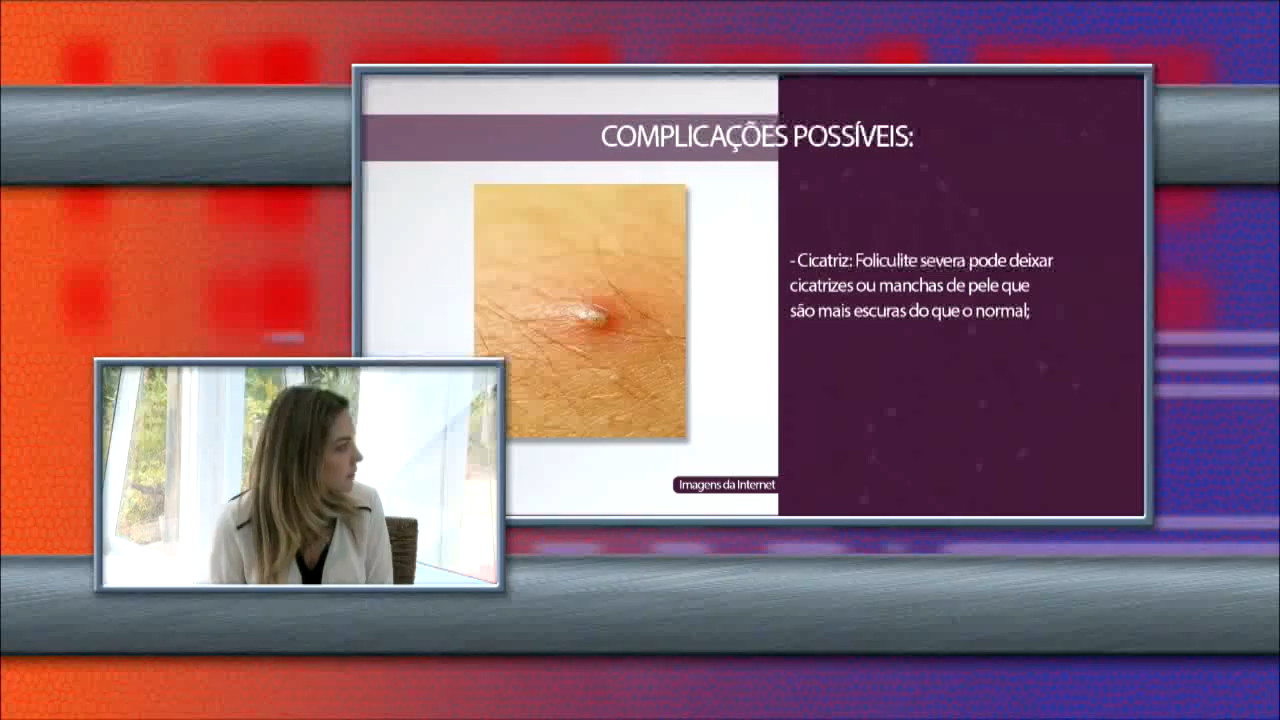 COMPLICAÇÕES POSSÍVEIS:
- Cicatriz: Foliculite severa pode deixar
cicatrizes ou manchas de pele que
são mais escuras do que o normal;
Imagens da Internet